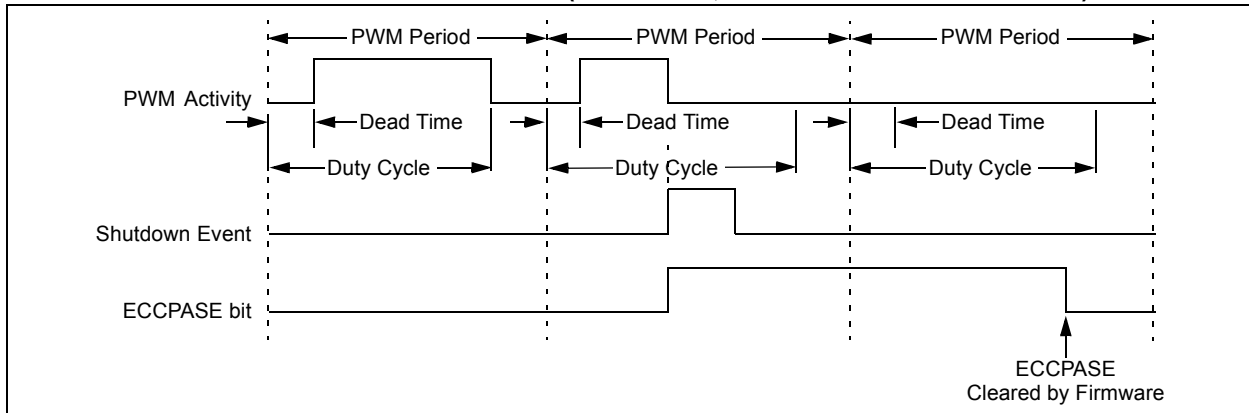 PWM Period PWM Period PWM Period
PWM Activity
Dead Time Dead Time Dead Time
Duty Cycle Duty Cycle Duty Cycle
Shutdown Event
ECCPASE bit
ECCPASE
Cleared by Firmware